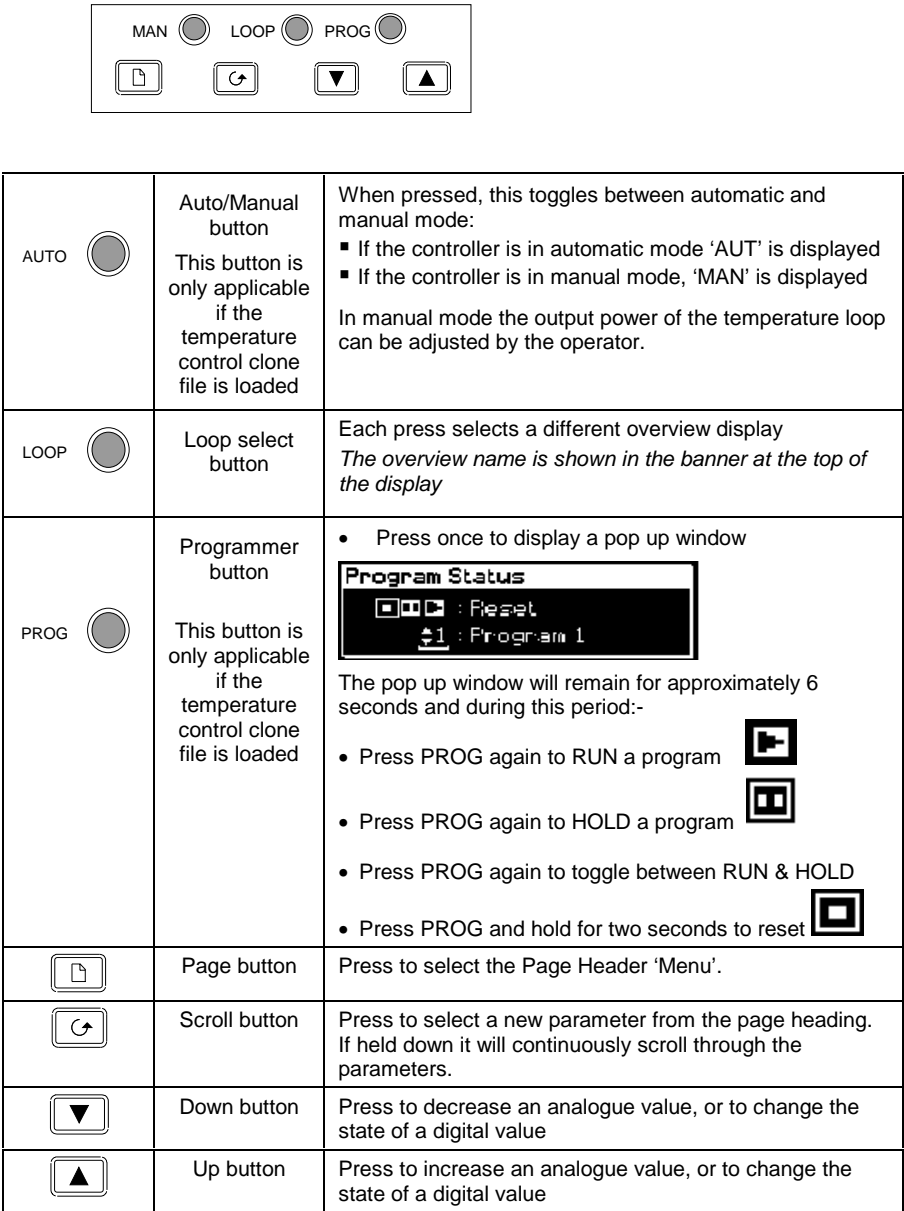 MAN LOOP PROG
AUTO
Auto/Manual
button
This button is
only applicable
if the
temperature
control clone
file is loaded
When pressed, this toggles between automatic and
manual mode:
▪ If the controller is in automatic mode ‘AUT’ is displayed
▪ If the controller is in manual mode, ‘MAN’ is displayed
In manual mode the output power of the temperature loop
can be adjusted by the operator.
LOOP
Loop select
button
Each press selects a different overview display
The overview name is shown in the banner at the top of
the display
PROG
Programmer
button
This button is
only applicable
if the
temperature
control clone
file is loaded
• Press once to display a pop up window
Program Status
: Reset
1 : Program 1
The pop up window will remain for approximately 6
seconds and during this period:-
• Press PROG again to RUN a program
• Press PROG again to HOLD a program
• Press PROG again to toggle between RUN & HOLD
• Press PROG and hold for two seconds to reset
Page button
Press to select the Page Header ‘Menu’.
Scroll button
Press to select a new parameter from the page heading.
If held down it will continuously scroll through the
parameters.
Down button
Press to decrease an analogue value, or to change the
state of a digital value
Up button
Press to increase an analogue value, or to change the
state of a digital value